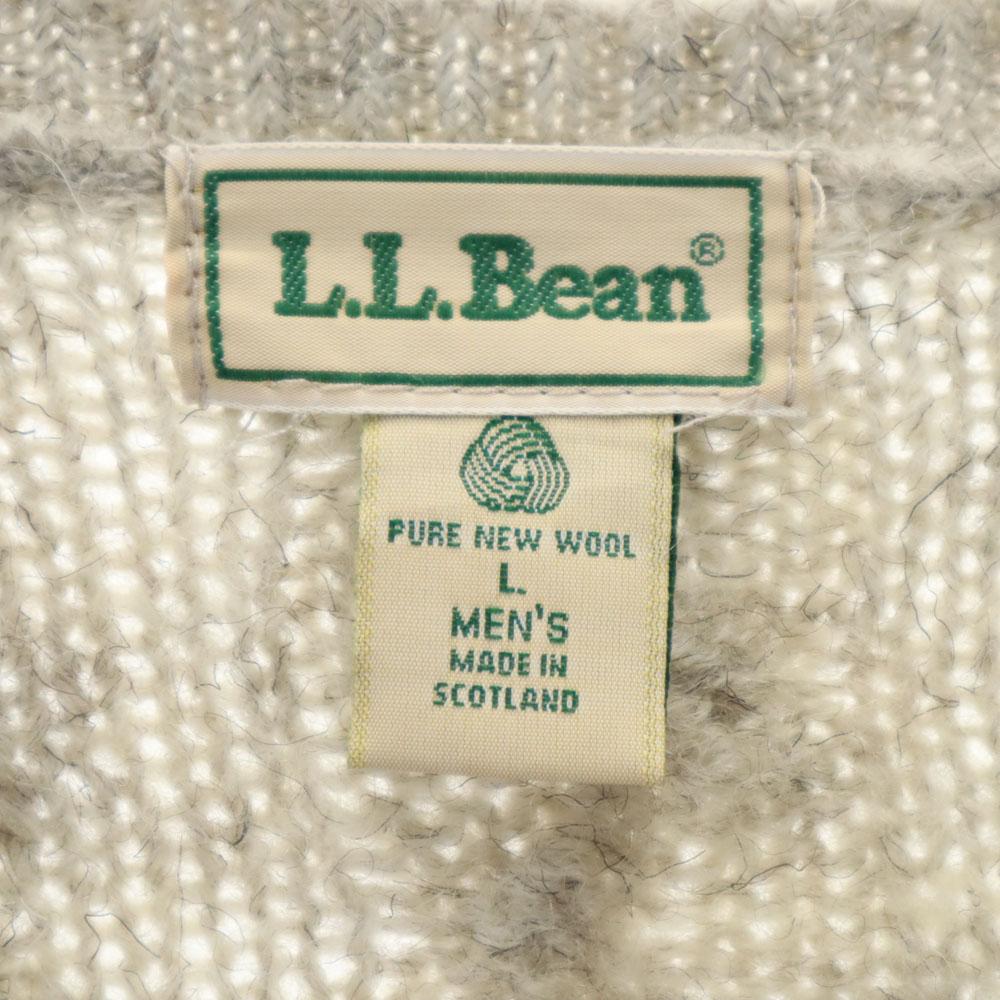 L.L.Bean®
PURE NEW WOOL
L.
MEN'S
MADE IN
SCOTLAND